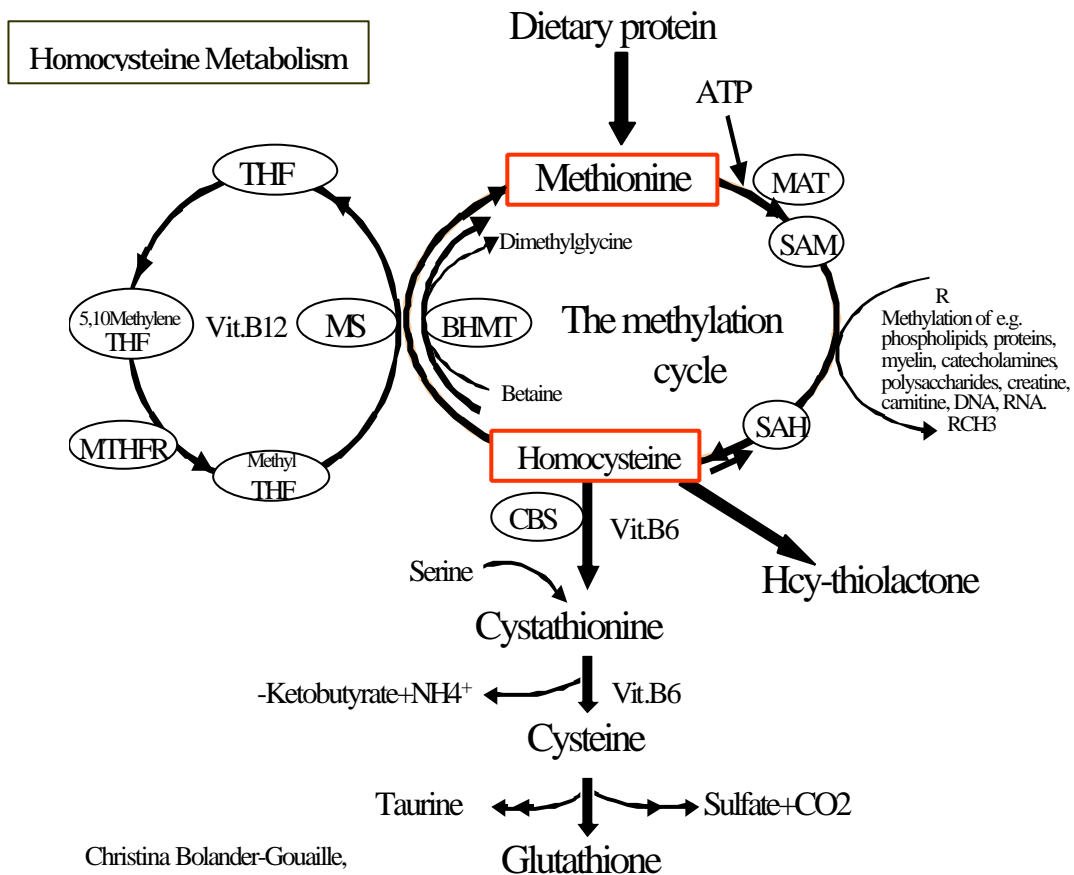 Homocysteine Metabolism
Dietary protein
ATP
THF
Methionine
MAT
Dimethylglycine
SAM
5,10Methylene
THF
Vit.B12
MS
BHMT
The methylation
cycle
R
Methylation of e.g.
phospholipids, proteins,
myelin, catecholamines,
polysaccharides, creatine,
carnitine, DNA, RNA.
RCH3
Betaine
SAH
MTHFR
Methyl
THF
Homocysteine
CBS
Vit.B6
Serine
Hcy-thiolactone
Cystathionine
-Ketobutyrate+NH4⁺
Vit.B6
Cysteine
Taurine
Sulfate+CO2
Christina Bolander-Gouaille,
Glutathione